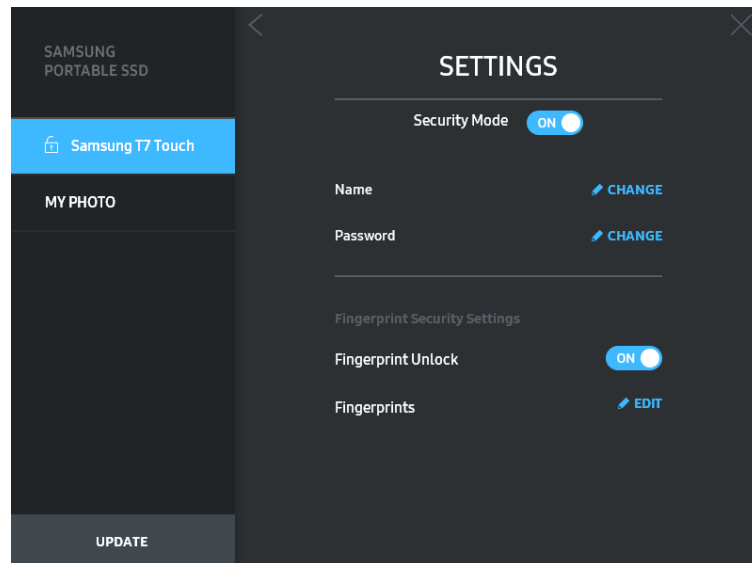 SAMSUNG
PORTABLE SSD
Samsung T7 Touch
MY PHOTO
UPDATE
SETTINGS
Security Mode ON
Name CHANGE
Password CHANGE
Fingerprint Security Settings
Fingerprint Unlock ON
Fingerprints EDIT